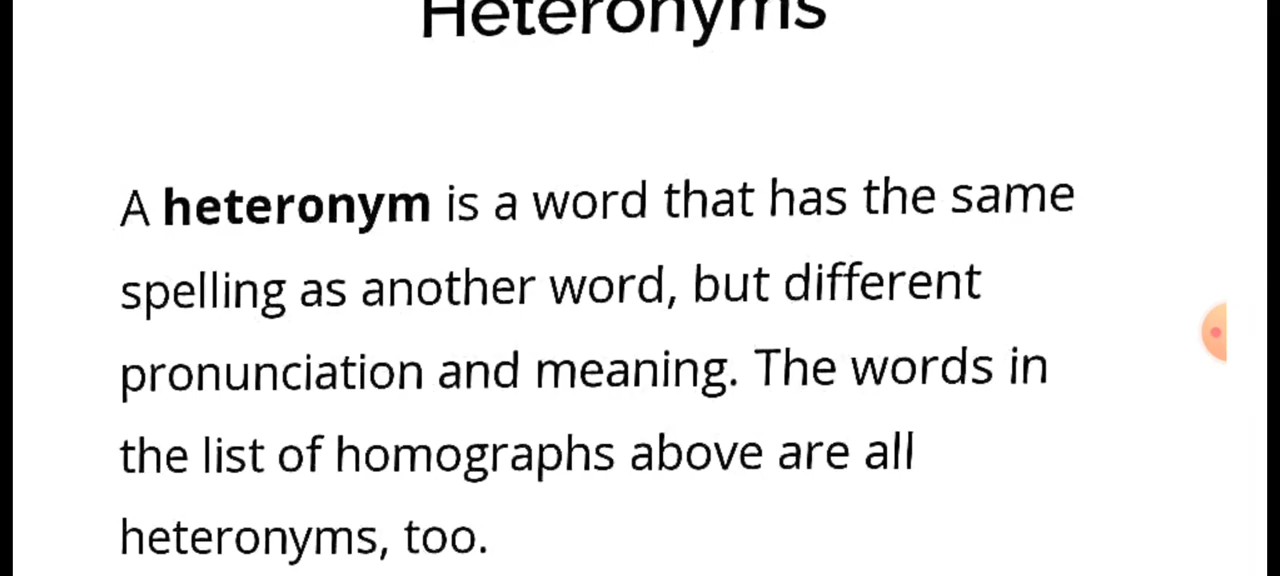 Heteronyms
A heteronym is a word that has the same
spelling as another word, but different
pronunciation and meaning. The words in
the list of homographs above are all
heteronyms, too.